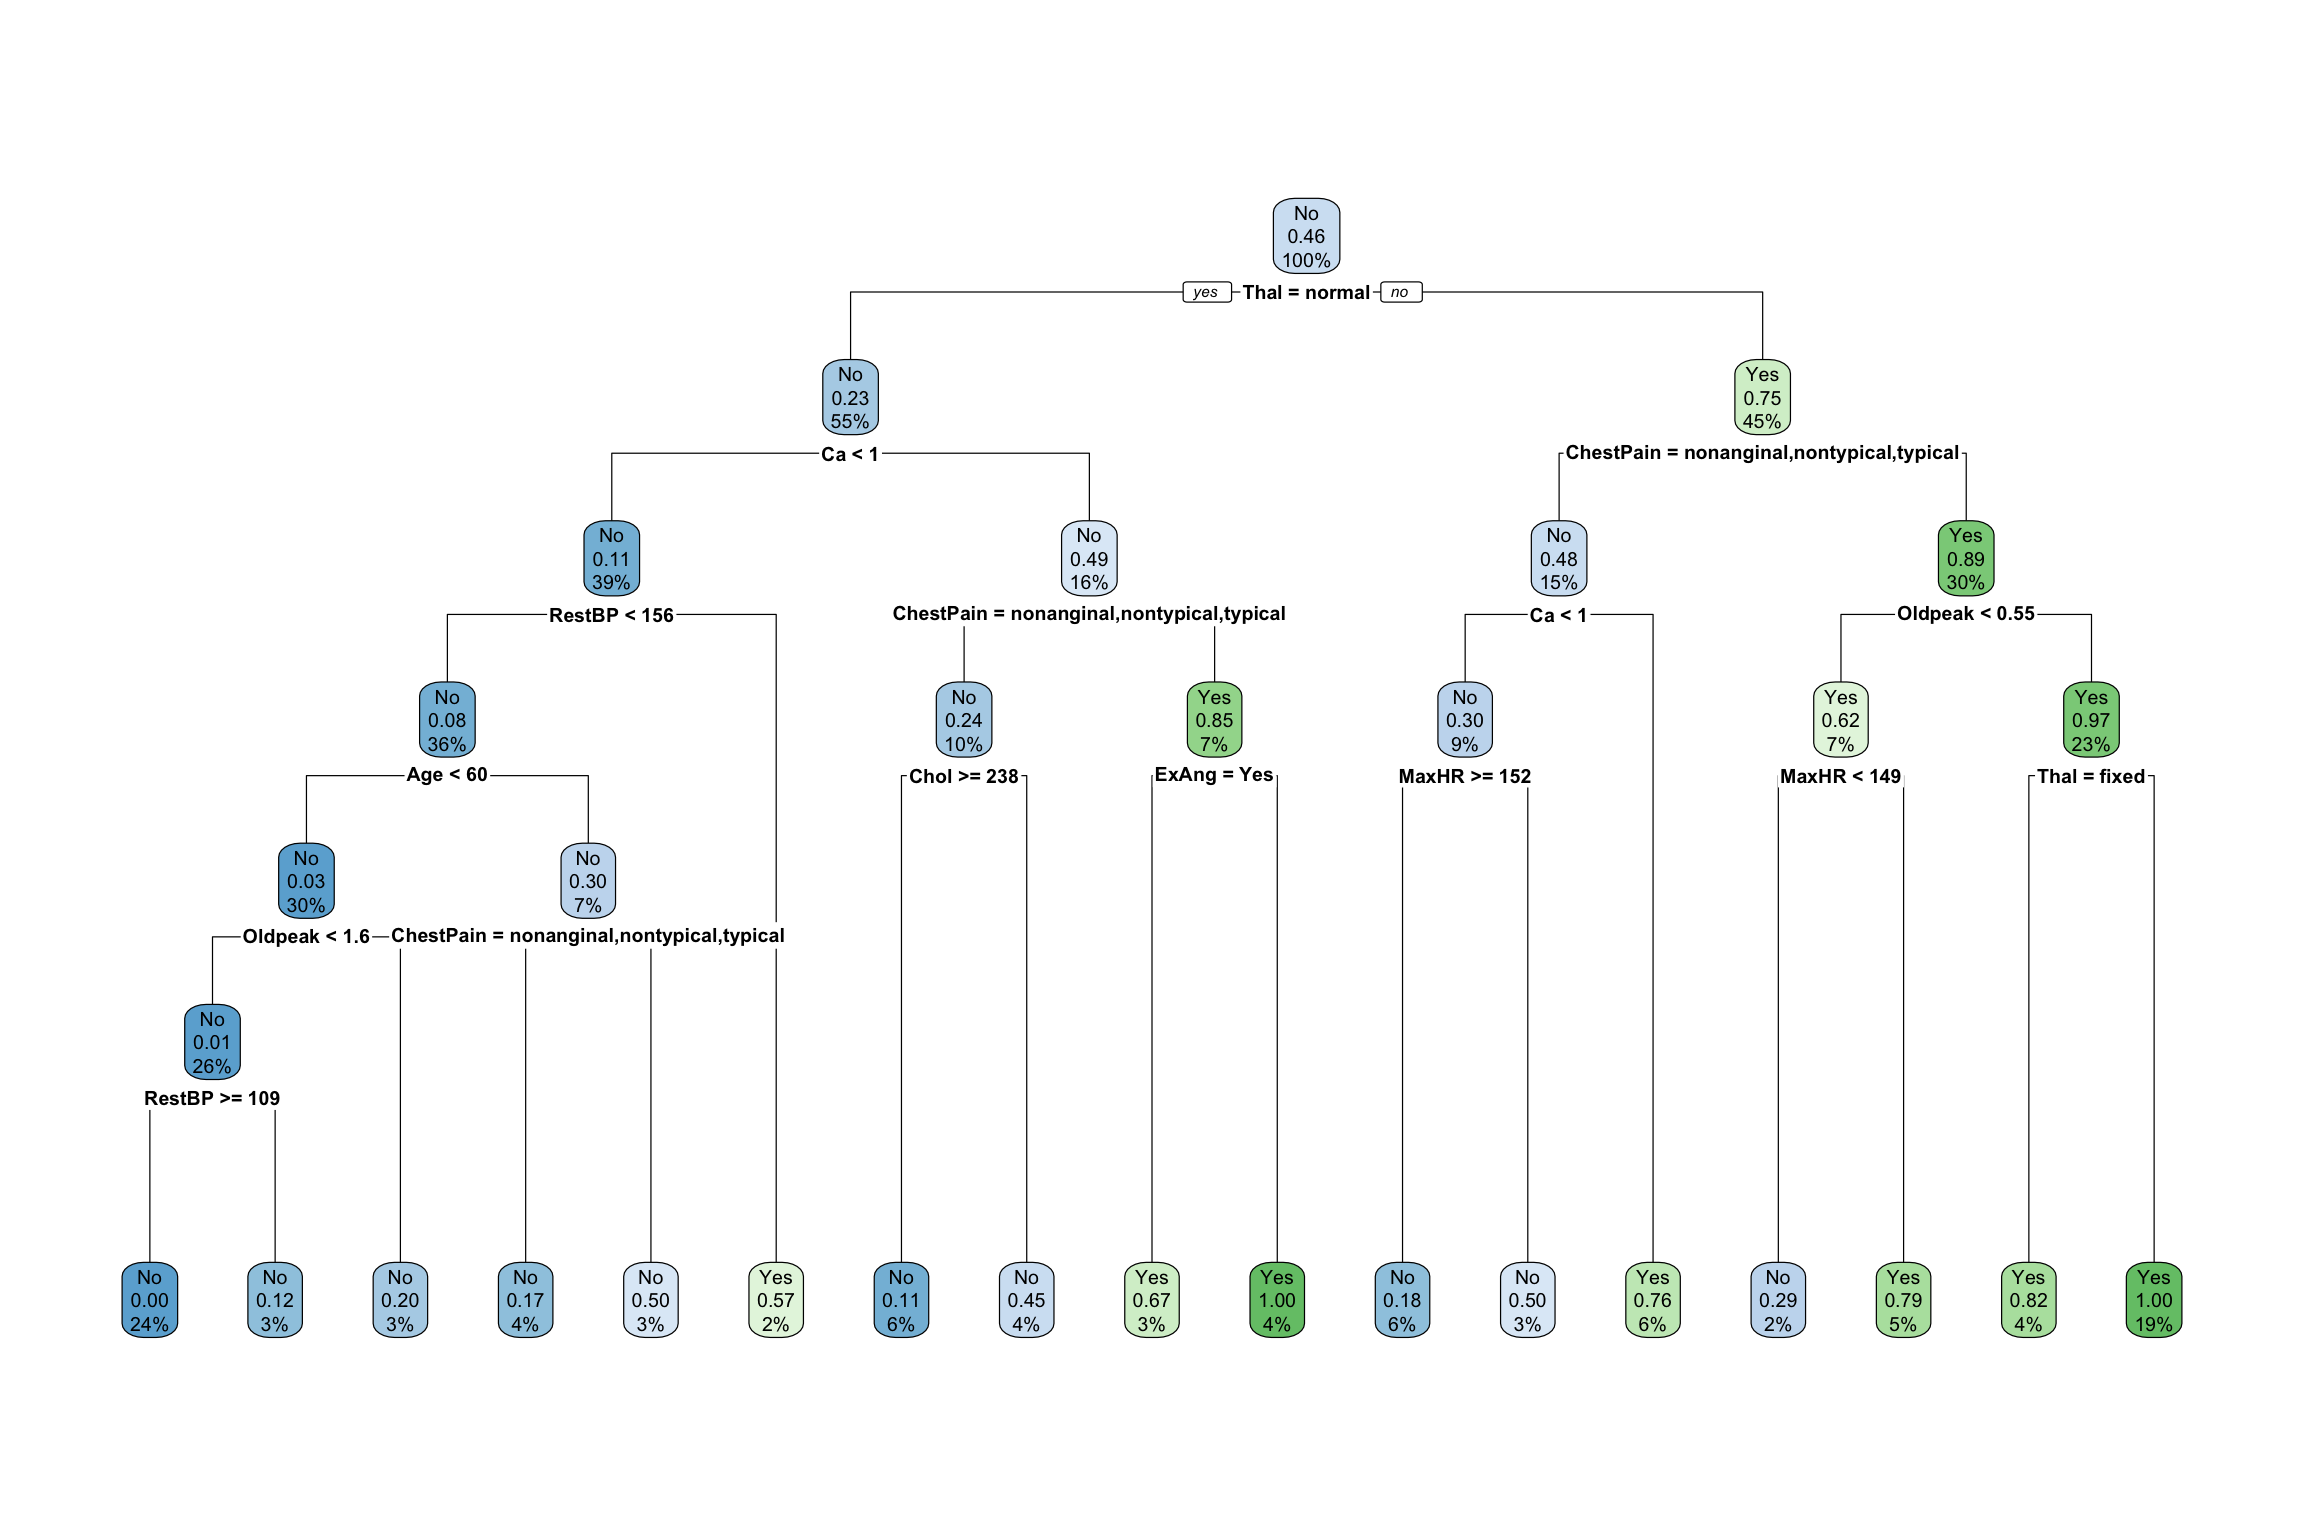 No
0.46
100%
yes Thal = normal no
No
0.23
55%
Yes
0.75
45%
Ca < 1
ChestPain = nonanginal,nontypical,typical
No
0.11
39%
No
0.49
16%
No
0.48
15%
Yes
0.89
30%
RestBP < 156
ChestPain = nonanginal,nontypical,typical
Ca < 1
Oldpeak < 0.55
No
0.08
36%
No
0.24
10%
Yes
0.85
7%
No
0.30
9%
Yes
0.62
7%
Yes
0.97
23%
Age < 60
Chol >= 238
ExAng = Yes
MaxHR >= 152
MaxHR < 149
Thal = fixed
No
0.03
30%
No
0.30
7%
Oldpeak < 1.6
ChestPain = nonanginal,nontypical,typical
No
0.01
26%
RestBP >= 109
No
0.00
24%
No
0.12
3%
No
0.20
3%
No
0.17
4%
No
0.50
3%
Yes
0.57
2%
No
0.11
6%
No
0.45
4%
Yes
0.67
3%
Yes
1.00
4%
No
0.18
6%
No
0.50
3%
Yes
0.76
6%
No
0.29
2%
Yes
0.79
5%
Yes
0.82
4%
Yes
1.00
19%